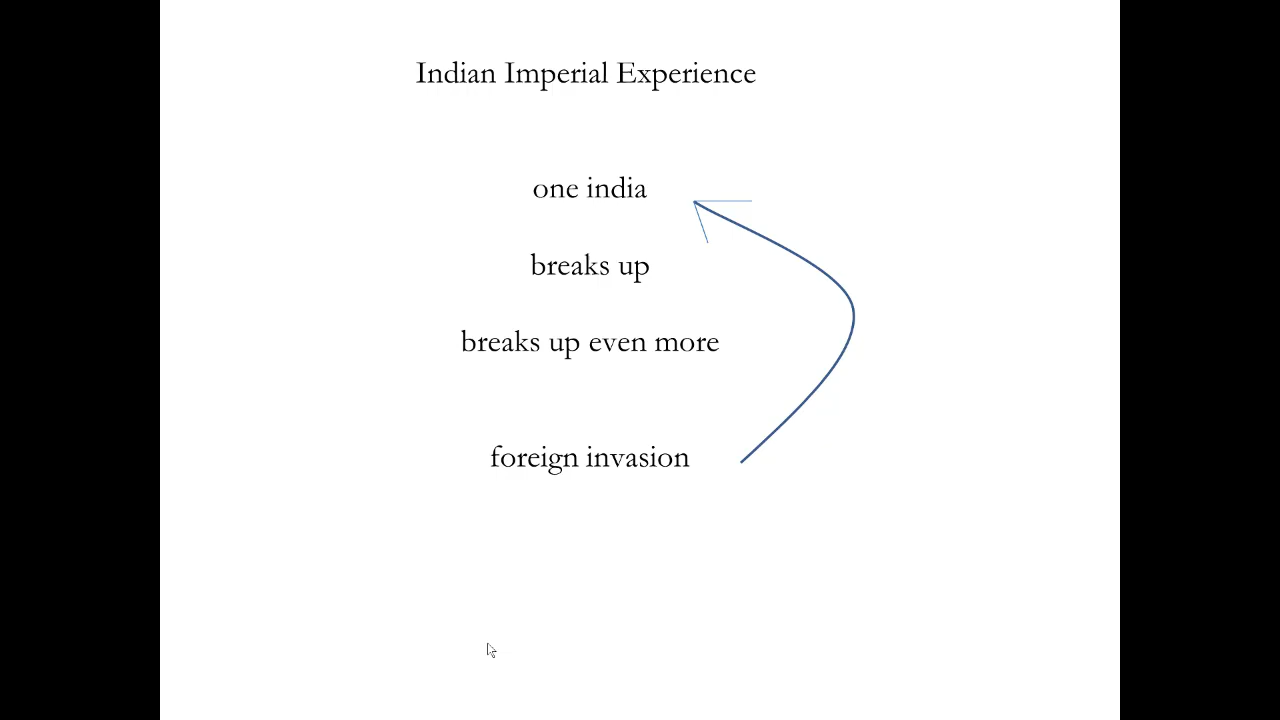 Indian Imperial Experience
one india
breaks up
breaks up even more
foreign invasion